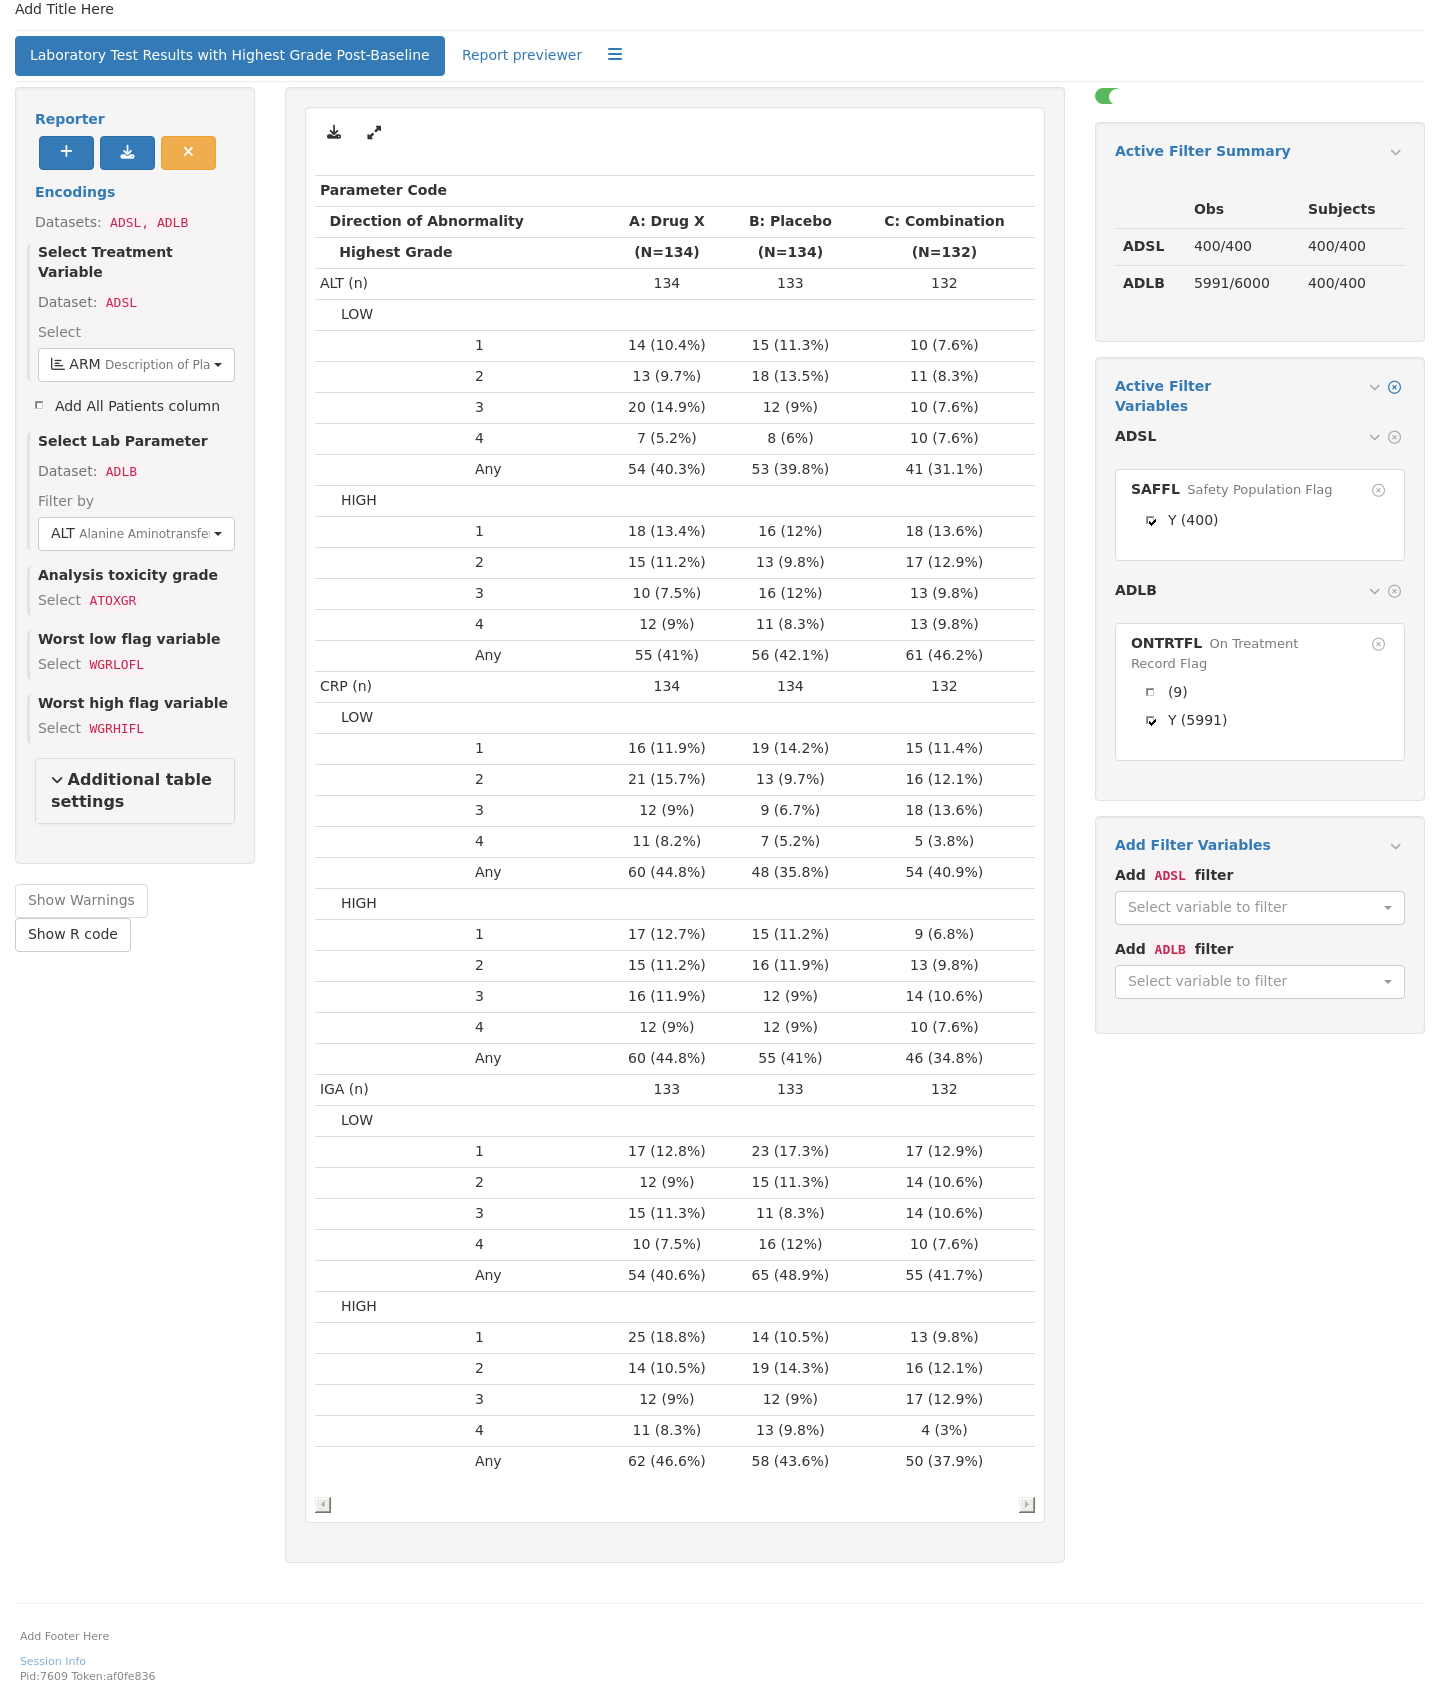 Add Title Here
Laboratory Test Results with Highest Grade Post-Baseline
Report previewer
Reporter
Encodings
Datasets: ADSL, ADLB
Select Treatment
Variable
Dataset: ADSL
Select
ARM Description of Pla
Add All Patients column
Select Lab Parameter
Dataset: ADLB
Filter by
ALT Alanine Aminotransfe
Analysis toxicity grade
Select ATOXGR
Worst low flag variable
Select WGRLOFL
Worst high flag variable
Select WGRHIFL
Additional table
settings
Show Warnings
Show R code
Parameter Code
Direction of Abnormality A: Drug X B: Placebo C: Combination
Highest Grade (N=134) (N=134) (N=132)
ALT (n) 134 133 132
LOW
1 14 (10.4%) 15 (11.3%) 10 (7.6%)
2 13 (9.7%) 18 (13.5%) 11 (8.3%)
3 20 (14.9%) 12 (9%) 10 (7.6%)
4 7 (5.2%) 8 (6%) 10 (7.6%)
Any 54 (40.3%) 53 (39.8%) 41 (31.1%)
HIGH
1 18 (13.4%) 16 (12%) 18 (13.6%)
2 15 (11.2%) 13 (9.8%) 17 (12.9%)
3 10 (7.5%) 16 (12%) 13 (9.8%)
4 12 (9%) 11 (8.3%) 13 (9.8%)
Any 55 (41%) 56 (42.1%) 61 (46.2%)
CRP (n) 134 134 132
LOW
1 16 (11.9%) 19 (14.2%) 15 (11.4%)
2 21 (15.7%) 13 (9.7%) 16 (12.1%)
3 12 (9%) 9 (6.7%) 18 (13.6%)
4 11 (8.2%) 7 (5.2%) 5 (3.8%)
Any 60 (44.8%) 48 (35.8%) 54 (40.9%)
HIGH
1 17 (12.7%) 15 (11.2%) 9 (6.8%)
2 15 (11.2%) 16 (11.9%) 13 (9.8%)
3 16 (11.9%) 12 (9%) 14 (10.6%)
4 12 (9%) 12 (9%) 10 (7.6%)
Any 60 (44.8%) 55 (41%) 46 (34.8%)
IGA (n) 133 133 132
LOW
1 17 (12.8%) 23 (17.3%) 17 (12.9%)
2 12 (9%) 15 (11.3%) 14 (10.6%)
3 15 (11.3%) 11 (8.3%) 14 (10.6%)
4 10 (7.5%) 16 (12%) 10 (7.6%)
Any 54 (40.6%) 65 (48.9%) 55 (41.7%)
HIGH
1 25 (18.8%) 14 (10.5%) 13 (9.8%)
2 14 (10.5%) 19 (14.3%) 16 (12.1%)
3 12 (9%) 12 (9%) 17 (12.9%)
4 11 (8.3%) 13 (9.8%) 4 (3%)
Any 62 (46.6%) 58 (43.6%) 50 (37.9%)
Active Filter Summary
Obs Subjects
ADSL 400/400 400/400
ADLB 5991/6000 400/400
Active Filter
Variables
ADSL
SAFFL Safety Population Flag
Y (400)
ADLB
ONTRTFL On Treatment
Record Flag
(9)
Y (5991)
Add Filter Variables
Add ADSL filter
Select variable to filter
Add ADLB filter
Select variable to filter
Add Footer Here
Session Info
Pid:7609 Token:af0fe836